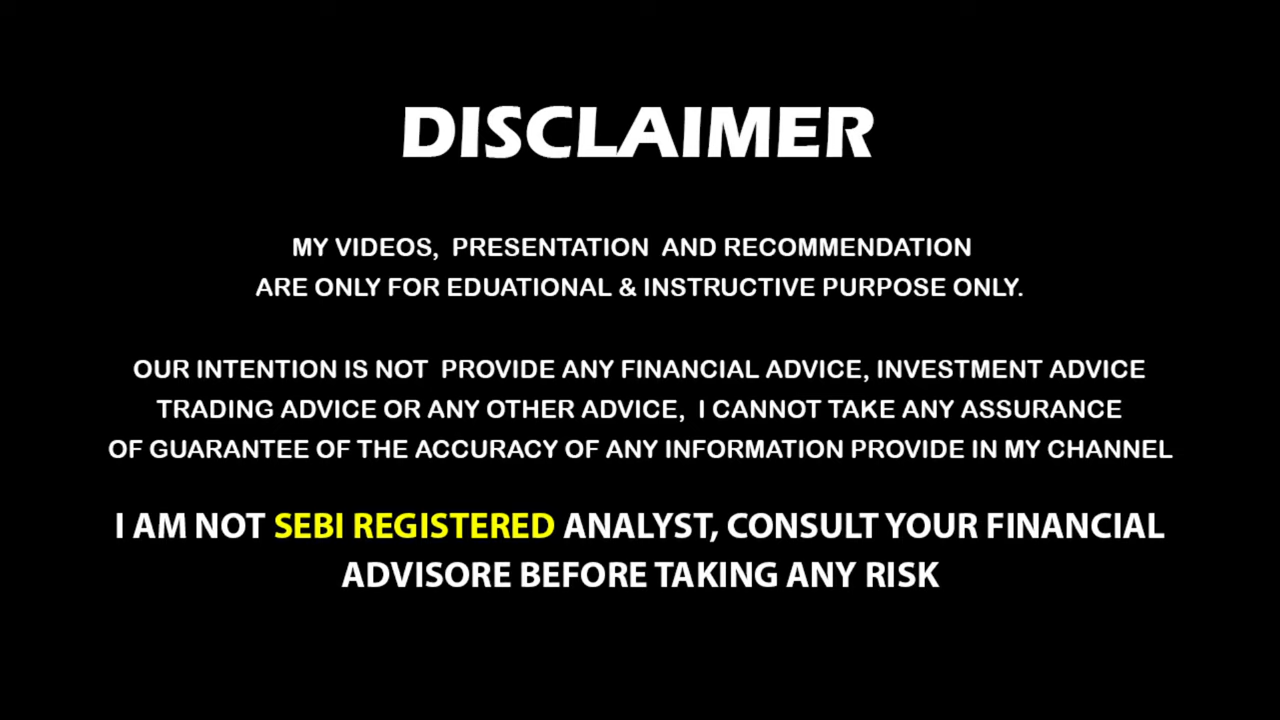 DISCLAIMER
MY VIDEOS, PRESENTATION AND RECOMMENDATION
ARE ONLY FOR EDUATIONAL & INSTRUCTIVE PURPOSE ONLY.
OUR INTENTION IS NOT PROVIDE ANY FINANCIAL ADVICE, INVESTMENT ADVICE
TRADING ADVICE OR ANY OTHER ADVICE, I CANNOT TAKE ANY ASSURANCE
OF GUARANTEE OF THE ACCURACY OF ANY INFORMATION PROVIDE IN MY CHANNEL
I AM NOT SEBI REGISTERED ANALYST, CONSULT YOUR FINANCIAL
ADVISORE BEFORE TAKING ANY RISK